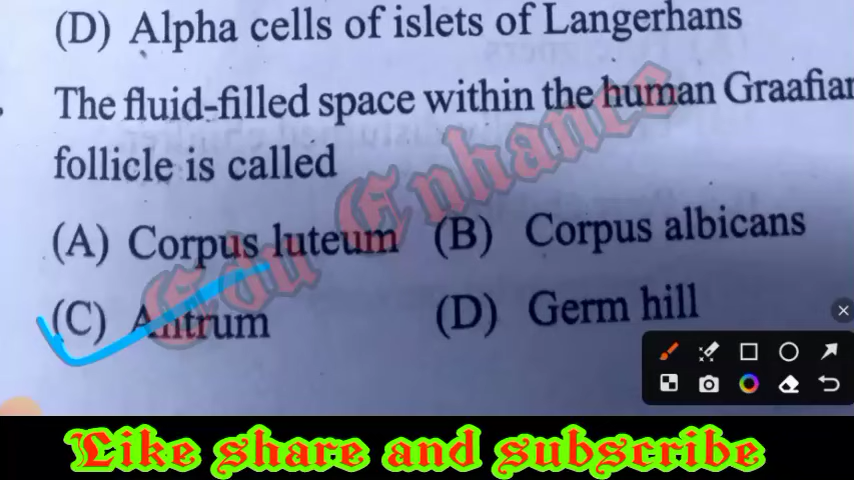 (D) Alpha cells of islets of Langerhans
The fluid-filled space within the human Graafian
follicle is called
Edu Enhance
(A) Corpus luteum (B) Corpus albicans
(C) Antrum (D) Germ hill
Like share and subscribe